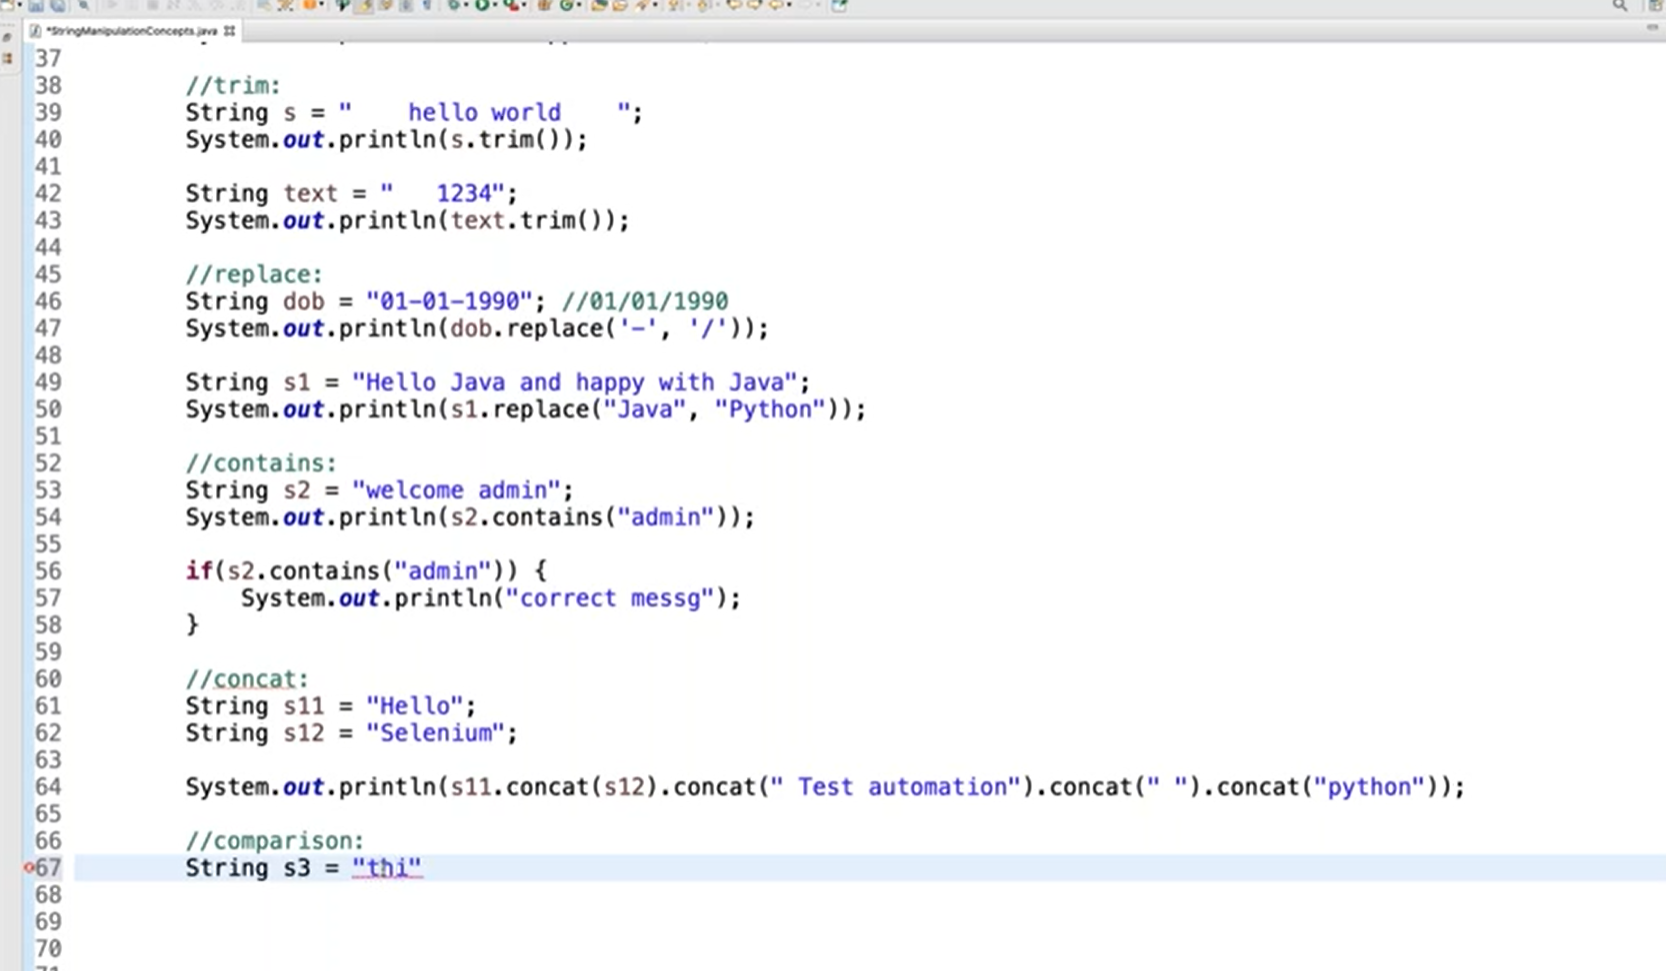 *StringManipulationConcepts.java
37
38 //trim:
39 String s = "    hello world    ";
40 System.out.println(s.trim());
41
42 String text = "   1234";
43 System.out.println(text.trim());
44
45 //replace:
46 String dob = "01-01-1990"; //01/01/1990
47 System.out.println(dob.replace('-', '/'));
48
49 String s1 = "Hello Java and happy with Java";
50 System.out.println(s1.replace("Java", "Python"));
51
52 //contains:
53 String s2 = "welcome admin";
54 System.out.println(s2.contains("admin"));
55
56 if(s2.contains("admin")) {
57     System.out.println("correct messg");
58 }
59
60 //concat:
61 String s11 = "Hello";
62 String s12 = "Selenium";
63
64 System.out.println(s11.concat(s12).concat(" Test automation").concat(" ").concat("python"));
65
66 //comparison:
67 String s3 = "thi"
68
69
70